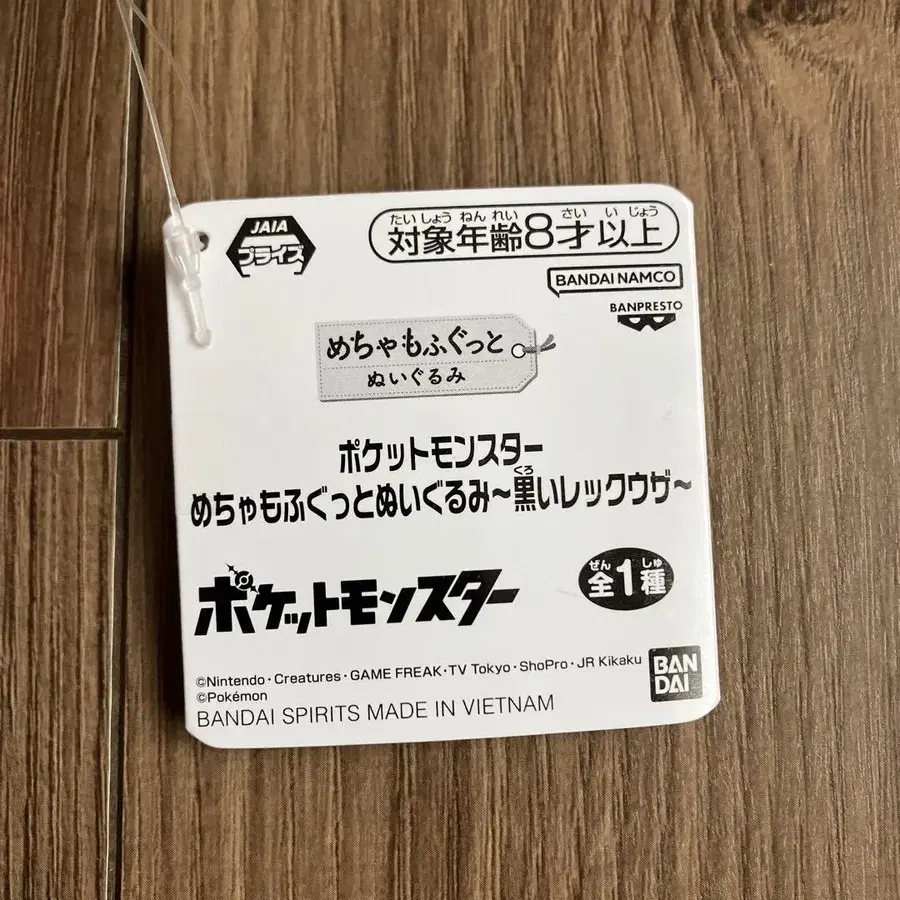 JAIA
プライズ
たいしょうねんれい さいいじょう
対象年齢8才以上
BANDAI NAMCO
BANPRESTO
めちゃもふぐっと
ぬいぐるみ
ポケットモンスター
くろ
めちゃもふぐっとぬいぐるみ~黒いレックウザ~
ポケットモンスター
ぜん しゅ
全1種
©Nintendo・Creatures・GAME FREAK・TV Tokyo・ShoPro・JR Kikaku
©Pokémon
BANDAI SPIRITS MADE IN VIETNAM
BAN
DAI